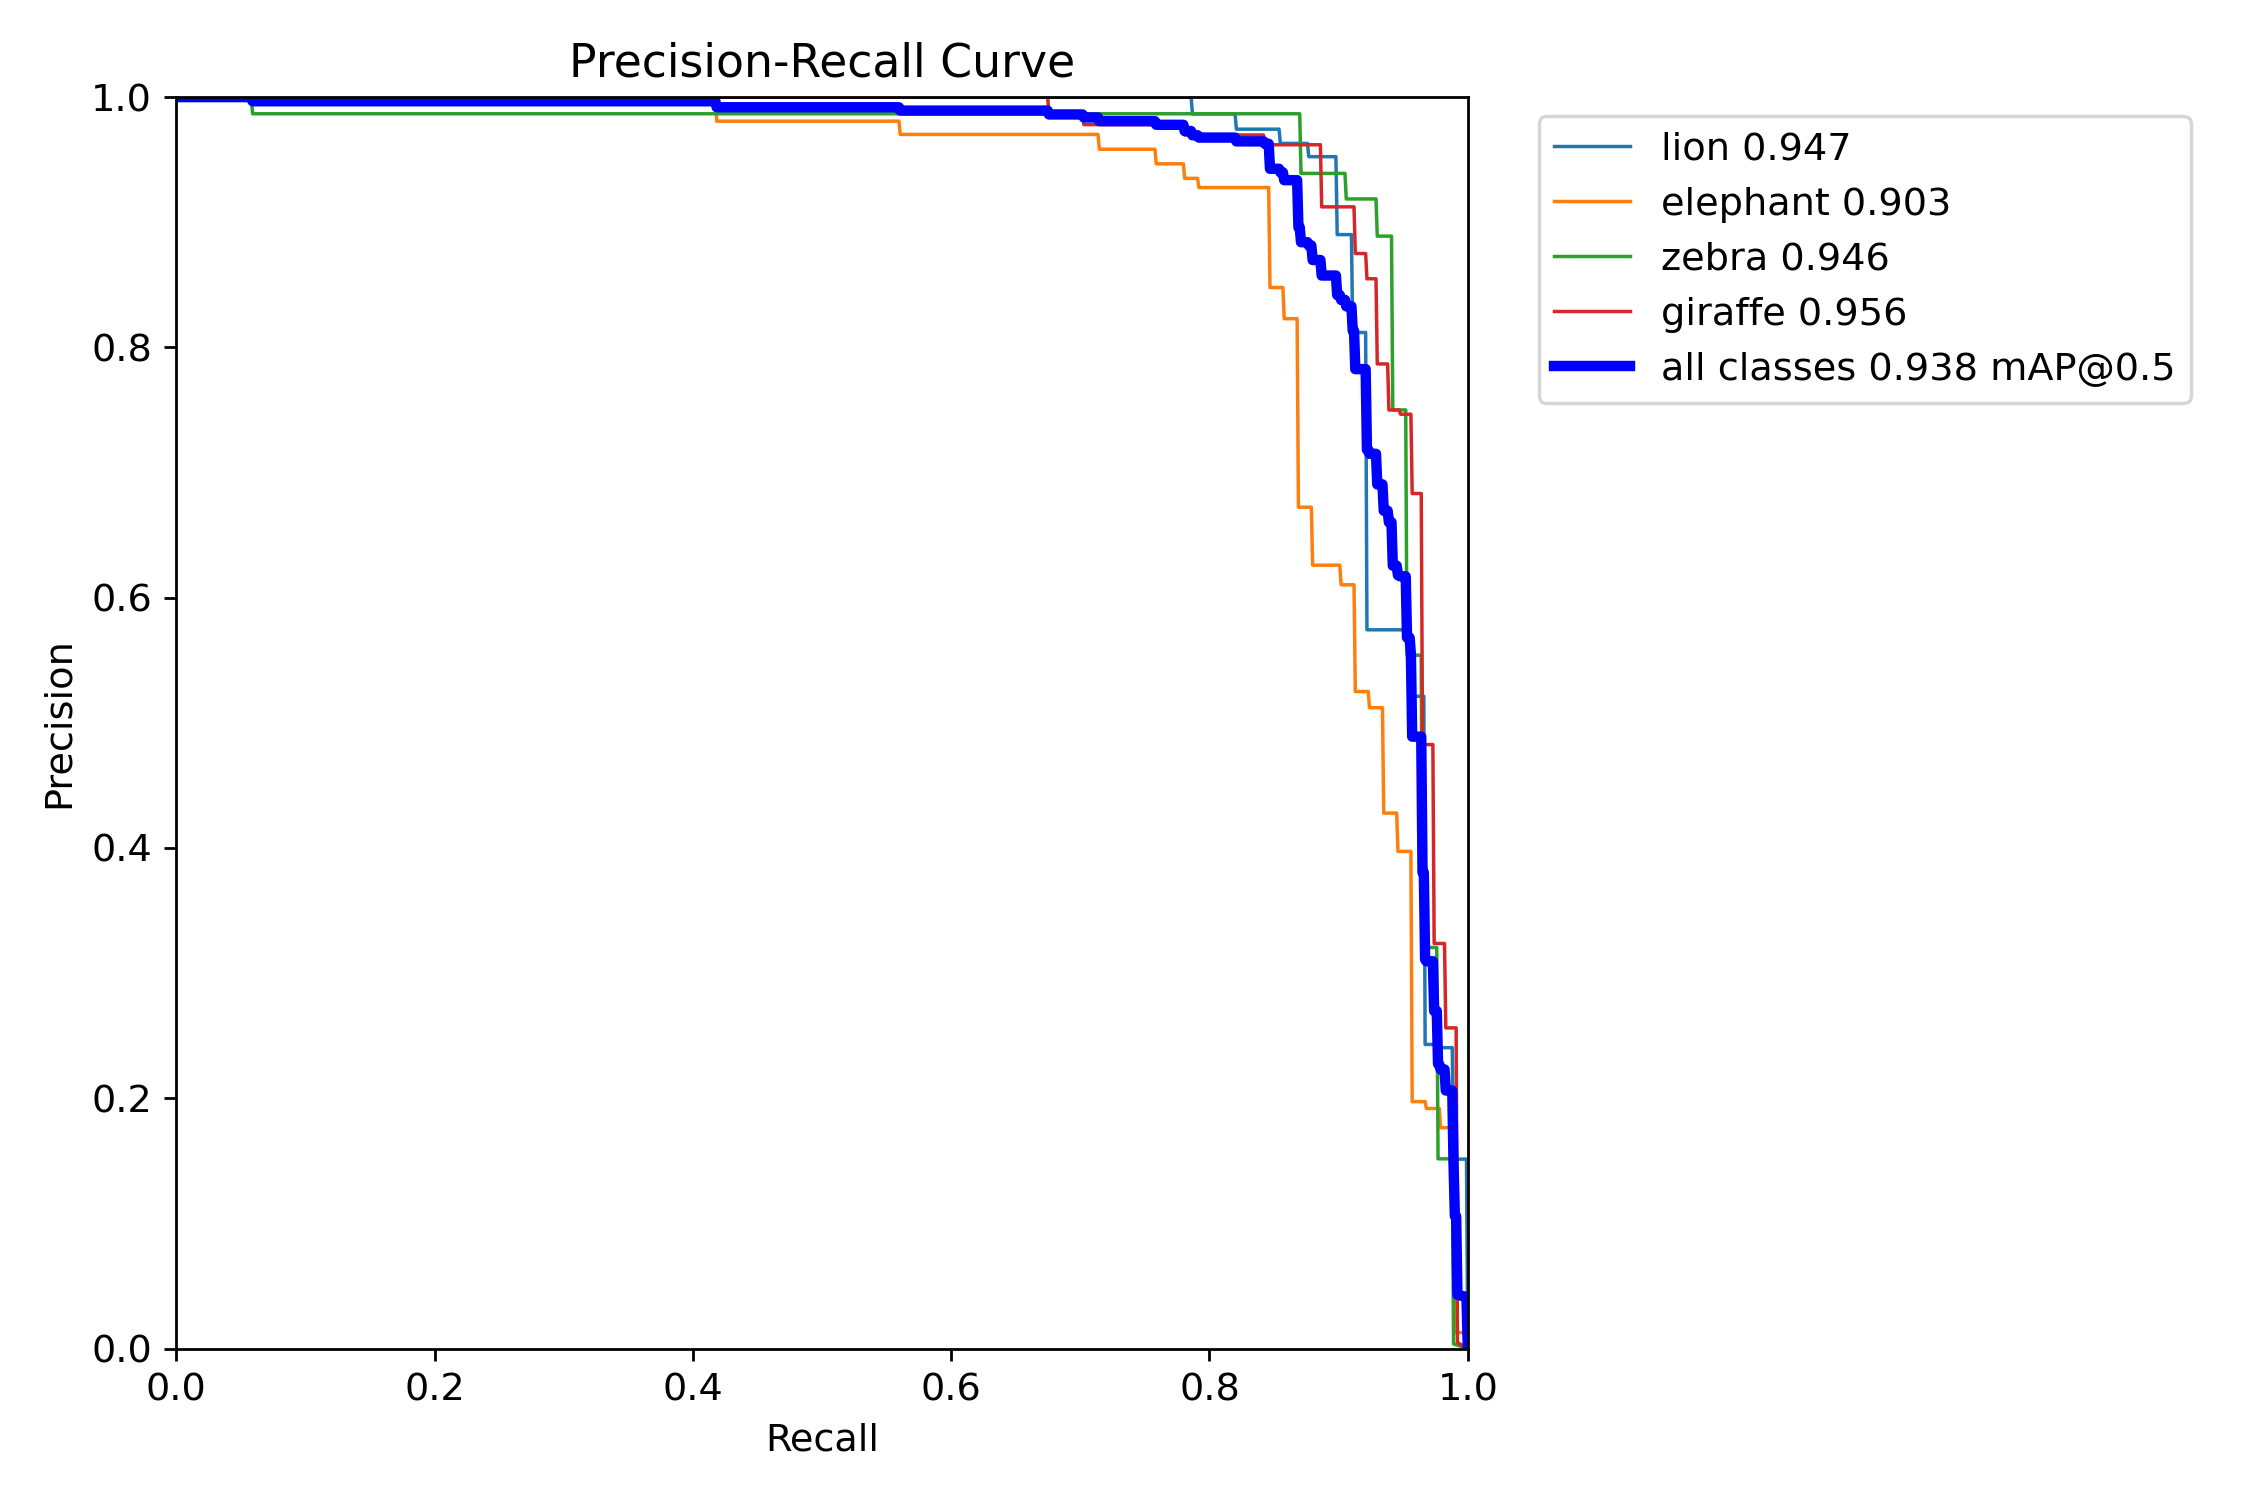 Precision-Recall Curve
1.0
0.8
0.6
0.4
0.2
0.0
Precision
0.0 0.2 0.4 0.6 0.8 1.0
Recall
lion 0.947
elephant 0.903
zebra 0.946
giraffe 0.956
all classes 0.938 mAP@0.5